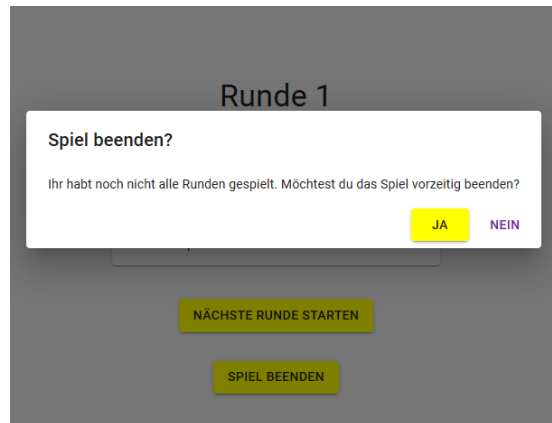 Runde 1
Spiel beenden?
Ihr habt noch nicht alle Runden gespielt. Möchtest du das Spiel vorzeitig beenden?
JA NEIN
NÄCHSTE RUNDE STARTEN
SPIEL BEENDEN